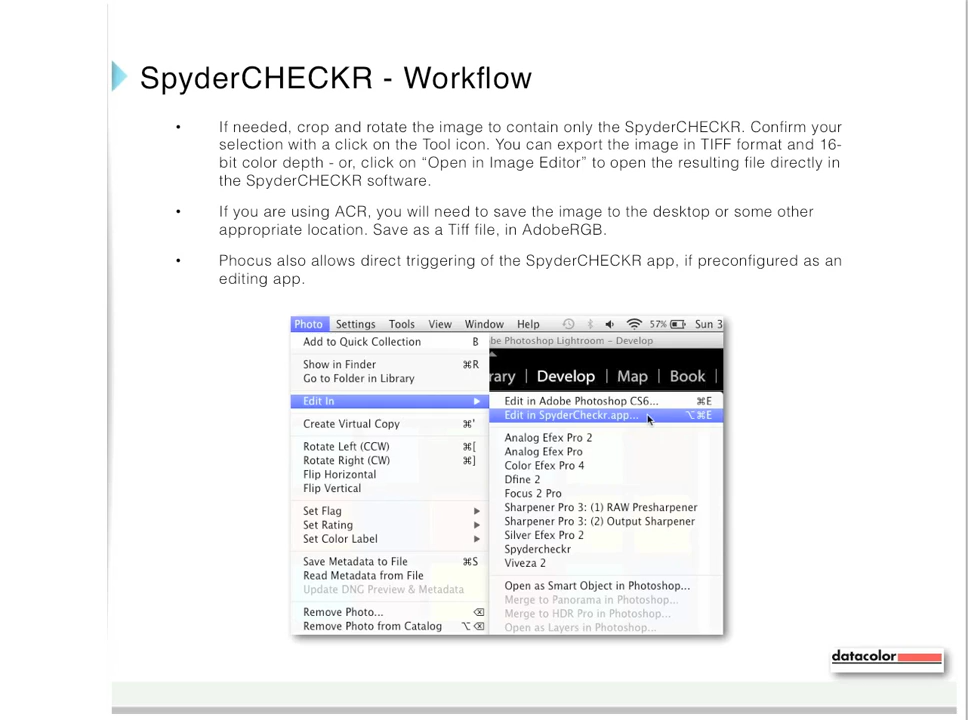 SpyderCHECKR - Workflow
• If needed, crop and rotate the image to contain only the SpyderCHECKR. Confirm your
selection with a click on the Tool icon. You can export the image in TIFF format and 16-
bit color depth - or, click on “Open in Image Editor” to open the resulting file directly in
the SpyderCHECKR software.
• If you are using ACR, you will need to save the image to the desktop or some other
appropriate location. Save as a Tiff file, in AdobeRGB.
• Phocus also allows direct triggering of the SpyderCHECKR app, if preconfigured as an
editing app.
Photo Settings Tools View Window Help 57% Sun 3
Add to Quick Collection B
be Photoshop Lightroom – Develop
Show in Finder ⌘R
Go to Folder in Library
rary | Develop | Map | Book |
Edit In ▶
Edit in Adobe Photoshop CS6... ⌘E
Edit in SpyderCheckr.app... ⌥⌘E
Create Virtual Copy ⌘'
Rotate Left (CCW) ⌘[
Rotate Right (CW) ⌘]
Flip Horizontal
Flip Vertical
Set Flag ▶
Set Rating ▶
Set Color Label ▶
Save Metadata to File ⌘S
Read Metadata from File
Update DNG Preview & Metadata
Remove Photo... ⌫
Remove Photo from Catalog ⌥⌫
Analog Efex Pro 2
Analog Efex Pro
Color Efex Pro 4
Dfine 2
Focus 2 Pro
Sharpener Pro 3: (1) RAW Presharpener
Sharpener Pro 3: (2) Output Sharpener
Silver Efex Pro 2
Spydercheckr
Viveza 2
Open as Smart Object in Photoshop...
Merge to Panorama in Photoshop...
Merge to HDR Pro in Photoshop...
Open as Layers in Photoshop...
datacolor